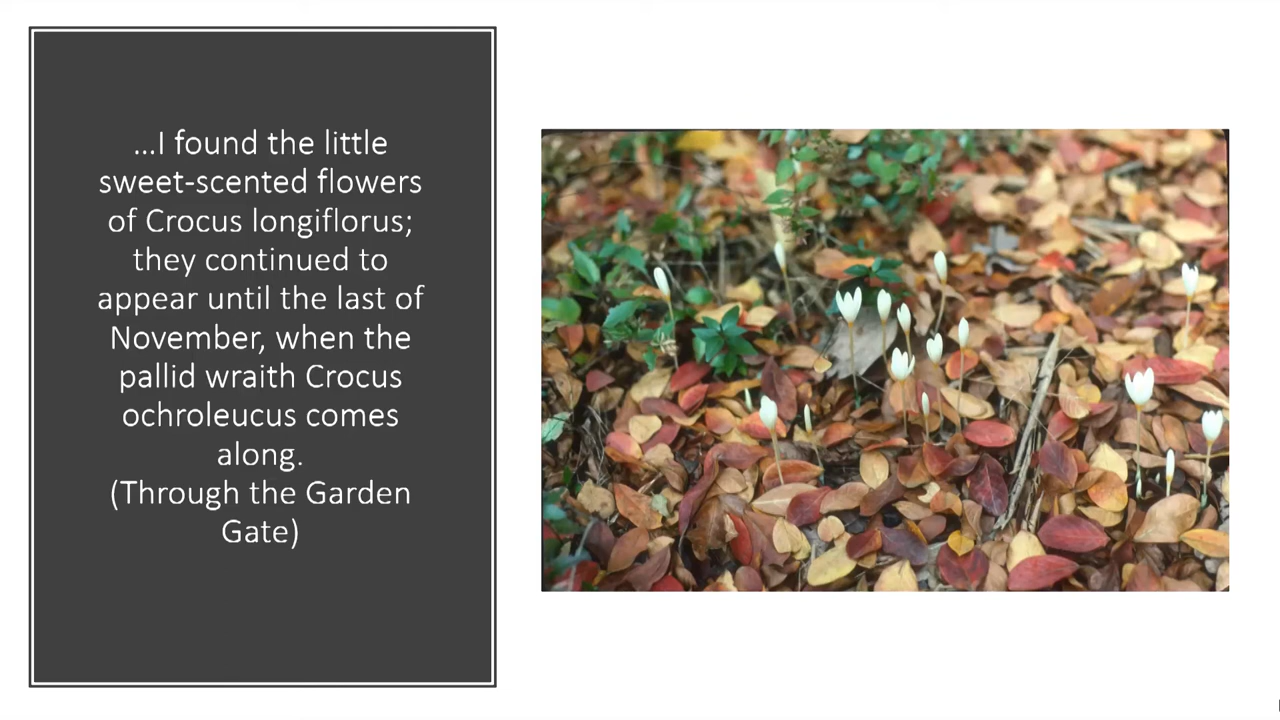 ...I found the little
sweet-scented flowers
of Crocus longiflorus;
they continued to
appear until the last of
November, when the
pallid wraith Crocus
ochroleucus comes
along.
(Through the Garden
Gate)